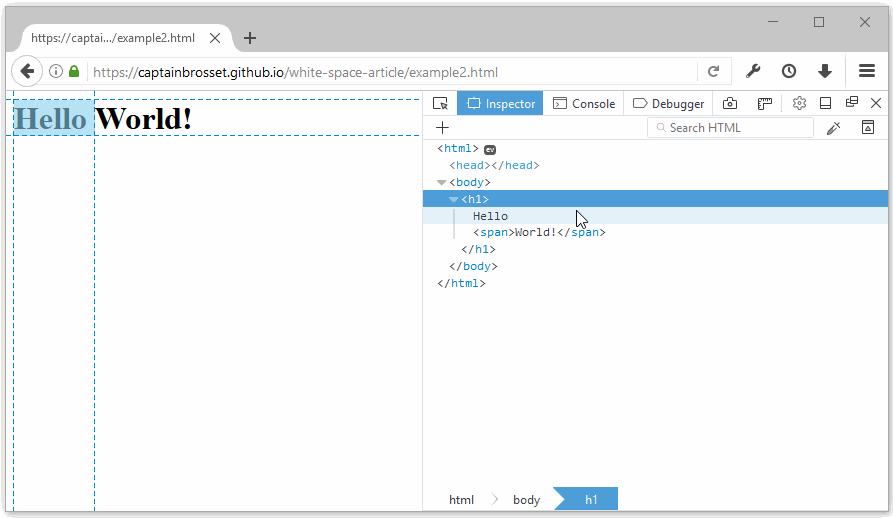 https://captai.../example2.html
https://captainbrosset.github.io/white-space-article/example2.html
Hello World!
Inspector Console Debugger
Search HTML
<html> ev
<head></head>
<body>
<h1>
Hello
<span>World!</span>
</h1>
</body>
</html>
html body h1